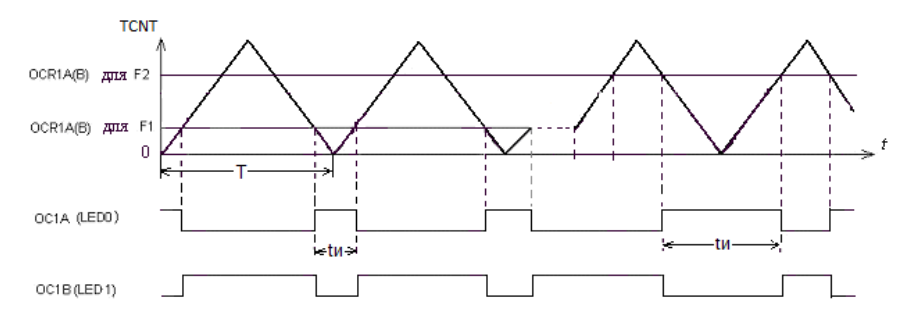 TCNT
OCR1A(B) для F2
OCR1A(B) для F1
0
t
T
OC1A (LED0)
tи
tи
OC1B(LED1)